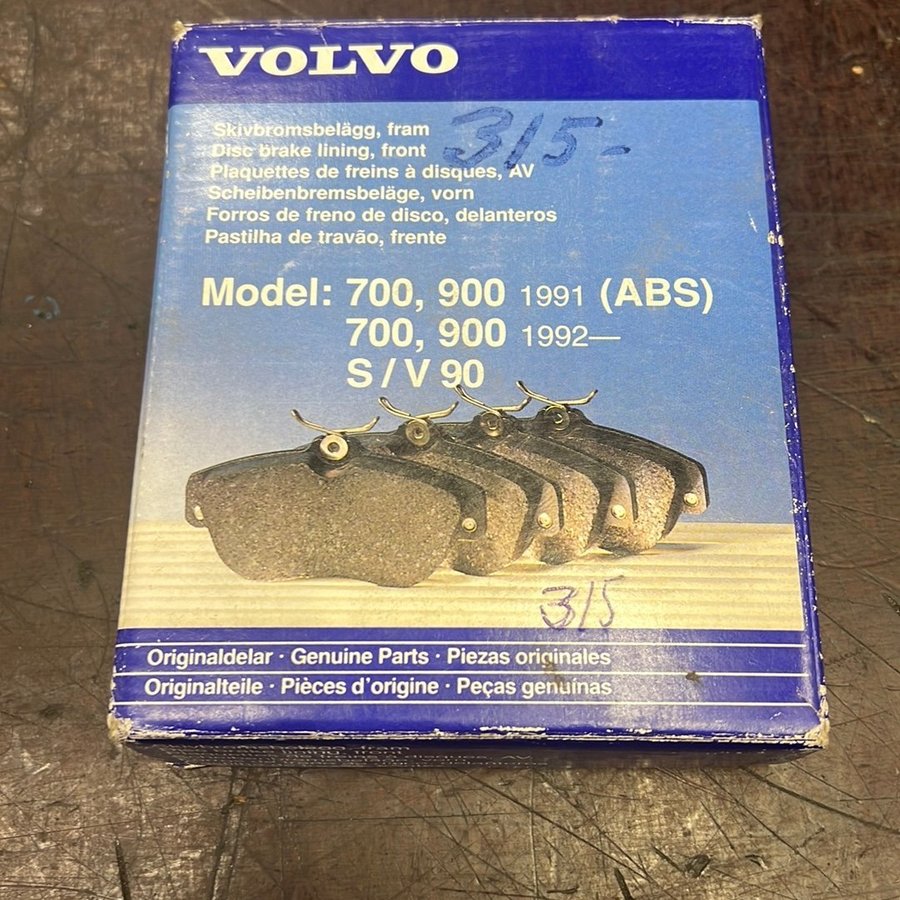 VOLVO
315-
Skivbromsbelägg, fram
Disc brake lining, front
Plaquettes de freins à disques, AV
Scheibenbremsbeläge, vorn
Forros de freno de disco, delanteros
Pastilha de travão, frente
Model: 700, 900 1991 (ABS)
700, 900 1992—
S/V 90
315
Originaldelar · Genuine Parts · Piezas originales
Originalteile · Pièces d'origine · Peças genuínas